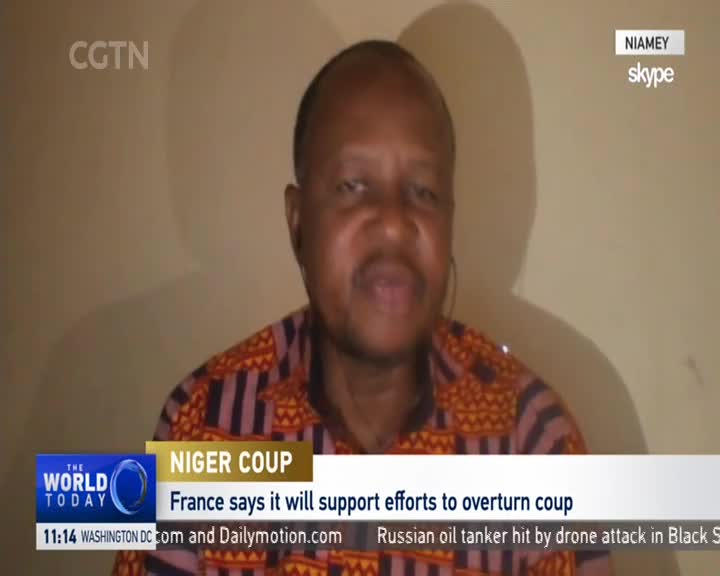 CGTN
NIAMEY
skype
NIGER COUP
THE WORLD TODAY
France says it will support efforts to overturn coup
11:14 WASHINGTON DC
com and Dailymotion.com Russian oil tanker hit by drone attack in Black S